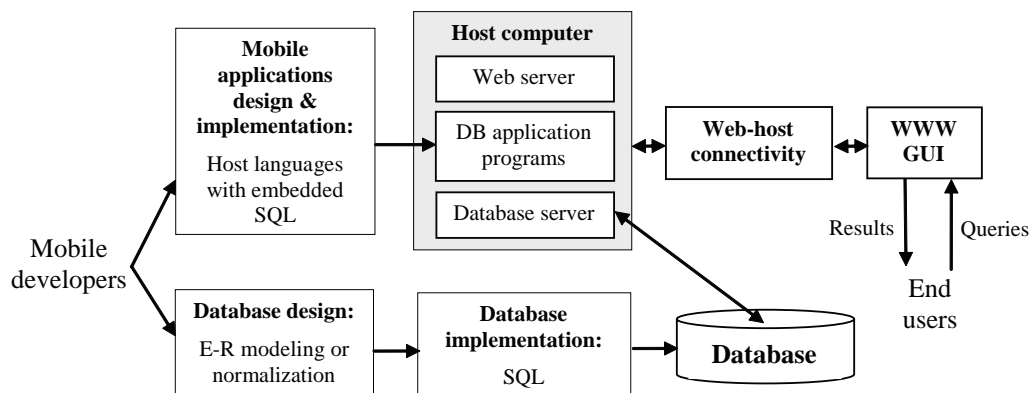 Mobile
applications
design &
implementation:
Host languages
with embedded
SQL
Host computer
Web server
DB application
programs
Database server
Web-host
connectivity
WWW
GUI
Results
Queries
End
users
Mobile
developers
Database design:
E-R modeling or
normalization
Database
implementation:
SQL
Database